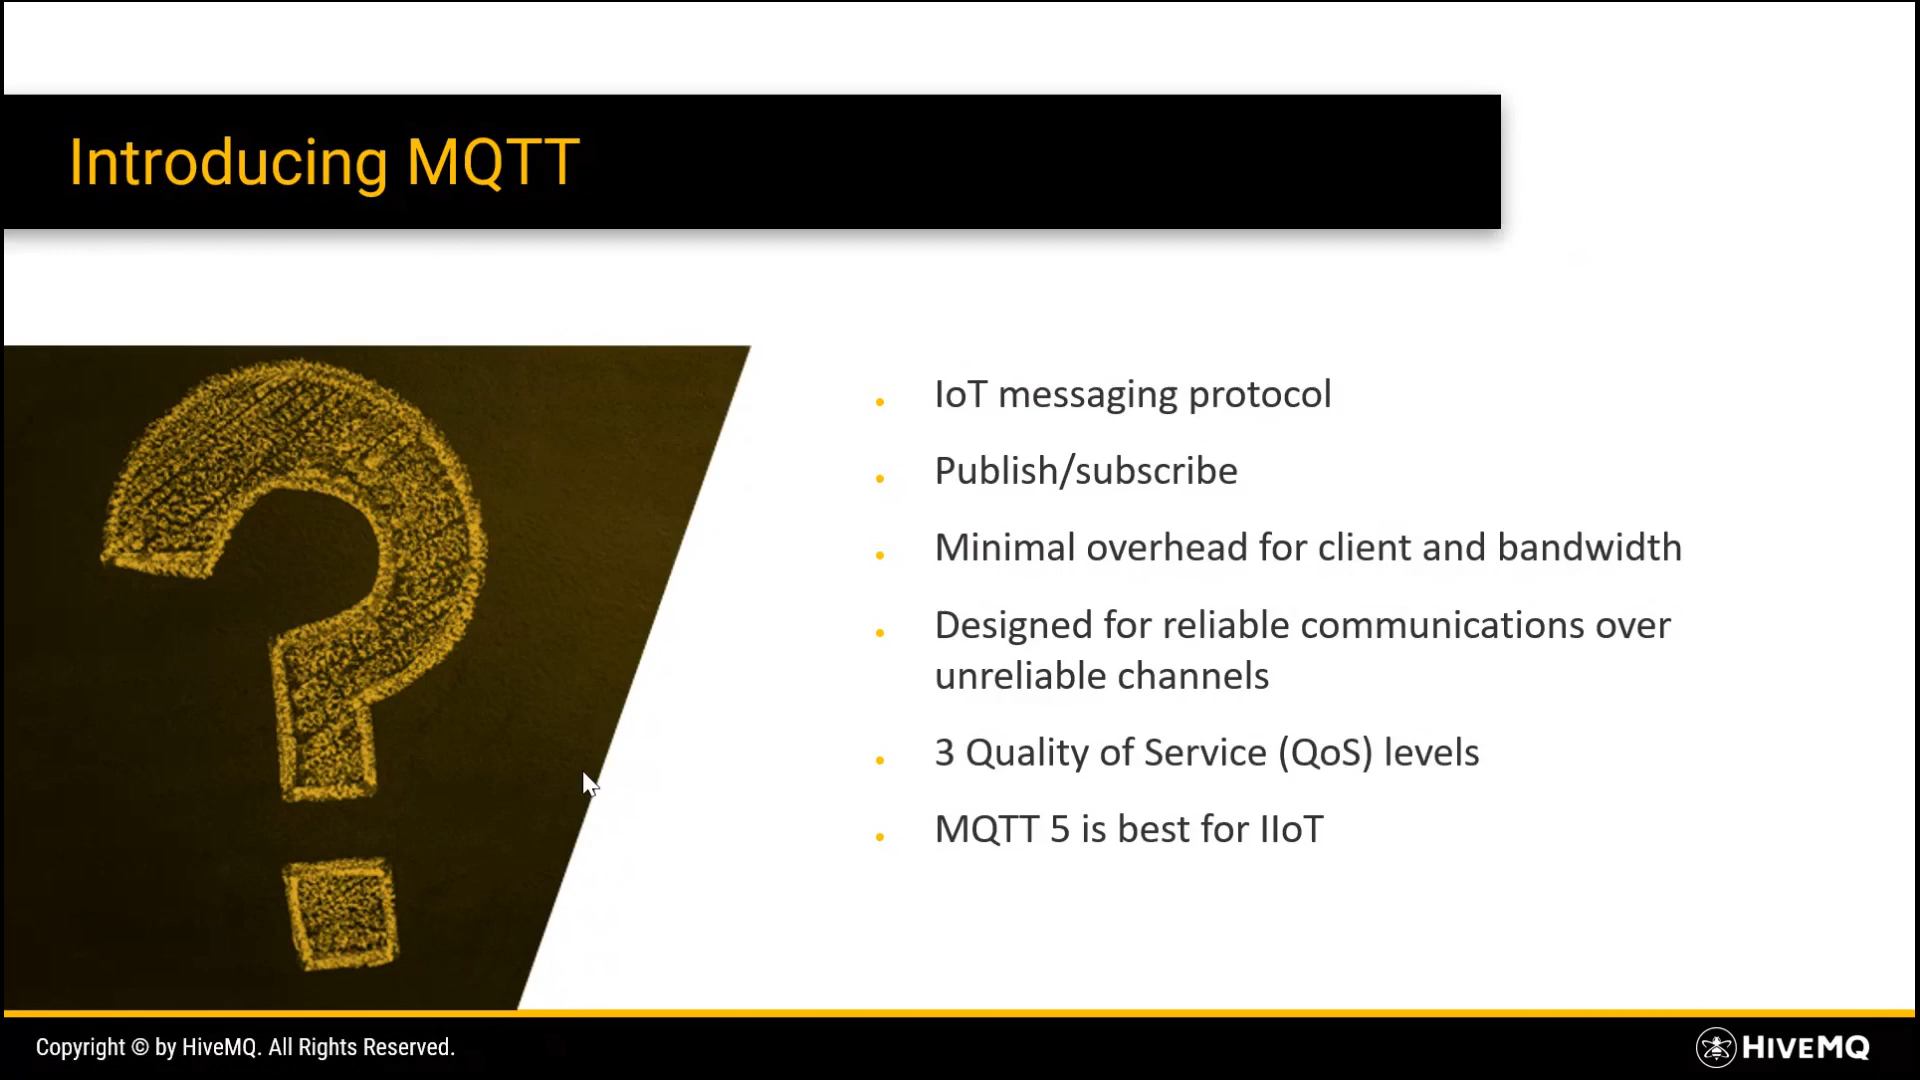 Introducing MQTT
IoT messaging protocol
Publish/subscribe
Minimal overhead for client and bandwidth
Designed for reliable communications over
unreliable channels
3 Quality of Service (QoS) levels
MQTT 5 is best for IIoT
Copyright © by HiveMQ. All Rights Reserved.
HIVEMQ